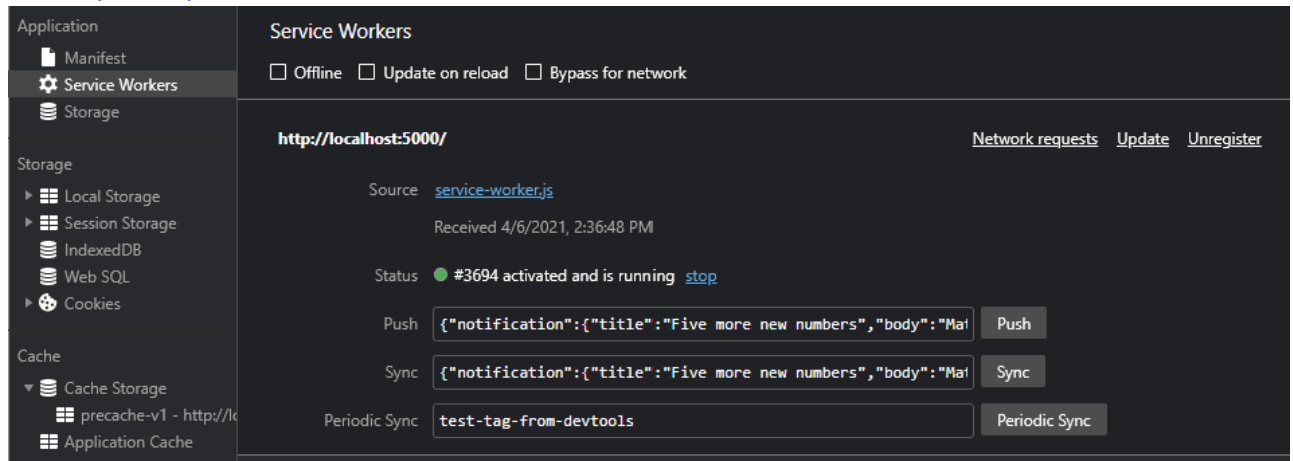 Application
Manifest
Service Workers
Storage
Storage
Local Storage
Session Storage
IndexedDB
Web SQL
Cookies
Cache
Cache Storage
precache-v1 - http://lo
Application Cache
Service Workers
Offline Update on reload Bypass for network
http://localhost:5000/ Network requests Update Unregister
Source service-worker.js
Received 4/6/2021, 2:36:48 PM
Status #3694 activated and is running stop
Push {"notification":{"title":"Five more new numbers","body":"Mat Push
Sync {"notification":{"title":"Five more new numbers","body":"Mat Sync
Periodic Sync test-tag-from-devtools Periodic Sync